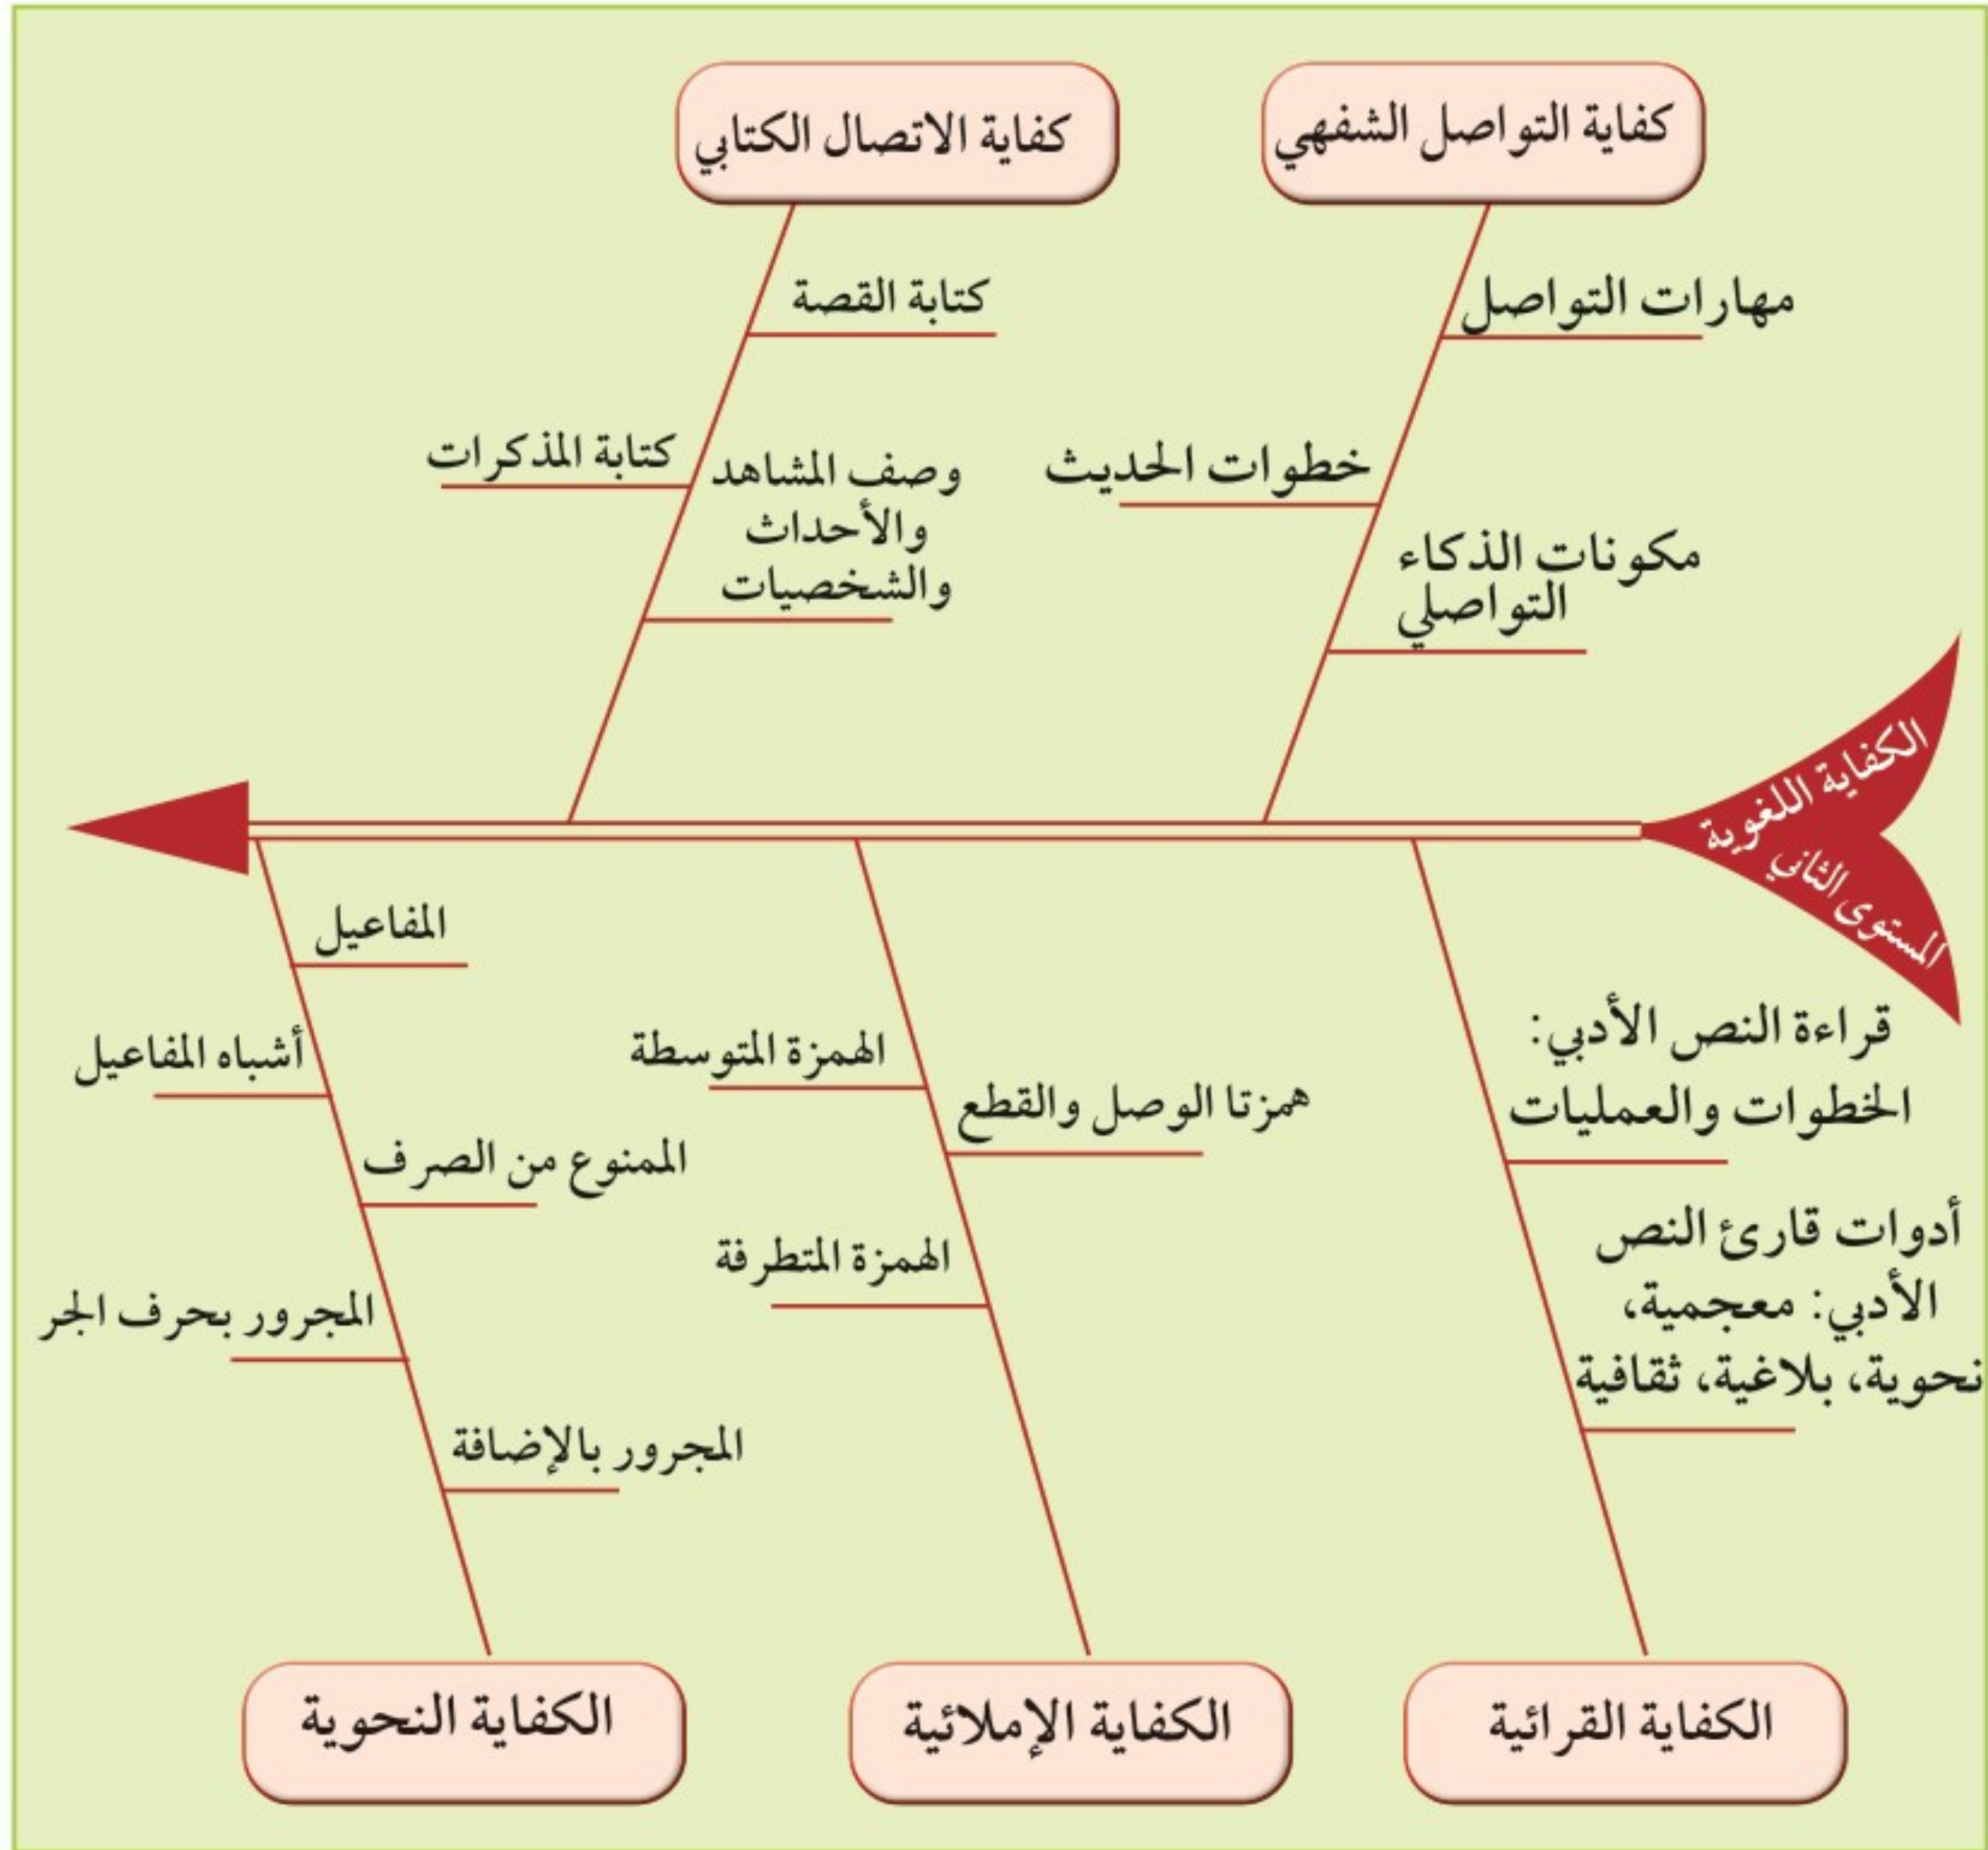 كفاية التواصل الشفهي
مهارات التواصل
خطوات الحديث
مكونات الذكاء
التواصلي
كفاية الاتصال الكتابي
كتابة القصة
كتابة المذكرات
وصف المشاهد
والأحداث
والشخصيات
الكفاية اللغوية
المستوى الثاني
قراءة النص الأدبي:
الخطوات والعمليات
أدوات قارئ النص
الأدبي: معجمية،
نحوية، بلاغية، ثقافية
الكفاية القرائية
الهمزة المتوسطة
همزتا الوصل والقطع
الهمزة المتطرفة
الكفاية الإملائية
المفاعيل
أشباه المفاعيل
الممنوع من الصرف
المجرور بحرف الجر
المجرور بالإضافة
الكفاية النحوية